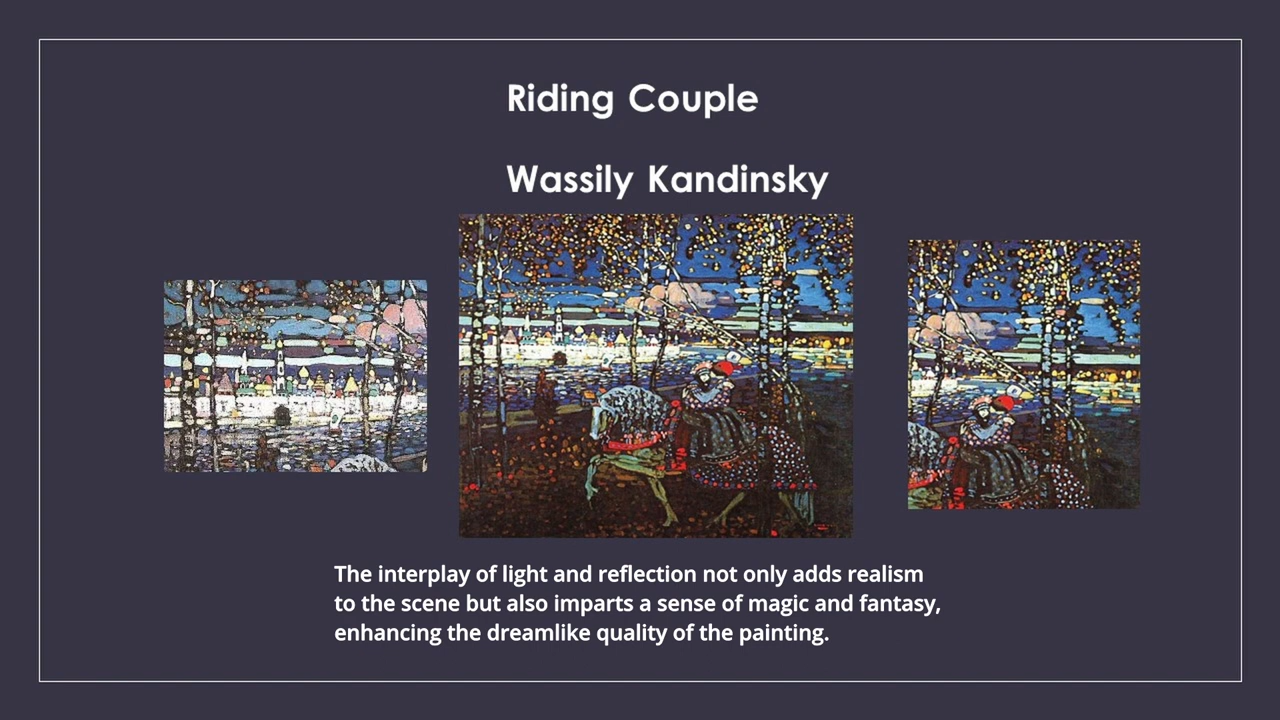 Riding Couple
Wassily Kandinsky
The interplay of light and reflection not only adds realism
to the scene but also imparts a sense of magic and fantasy,
enhancing the dreamlike quality of the painting.